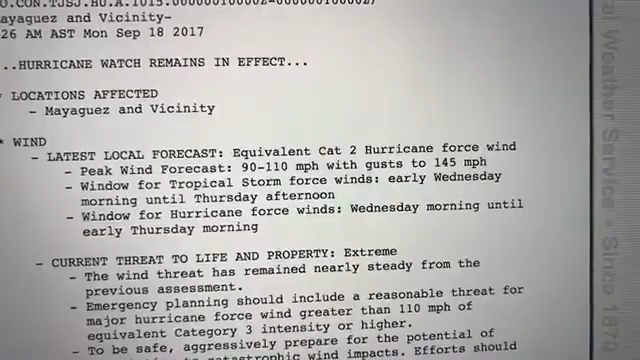 ayaguez and Vicinity-
26 AM AST Mon Sep 18 2017
..HURRICANE WATCH REMAINS IN EFFECT...
* LOCATIONS AFFECTED
- Mayaguez and Vicinity
* WIND
- LATEST LOCAL FORECAST: Equivalent Cat 2 Hurricane force wind
- Peak Wind Forecast: 90-110 mph with gusts to 145 mph
- Window for Tropical Storm force winds: early Wednesday
morning until Thursday afternoon
- Window for Hurricane force winds: Wednesday morning until
early Thursday morning
- CURRENT THREAT TO LIFE AND PROPERTY: Extreme
- The wind threat has remained nearly steady from the
previous assessment.
- Emergency planning should include a reasonable threat for
major hurricane force wind greater than 110 mph of
equivalent Category 3 intensity or higher.
- To be safe, aggressively prepare for the potential of
catastrophic wind impacts. Efforts should
al Weather Service • Since 1870